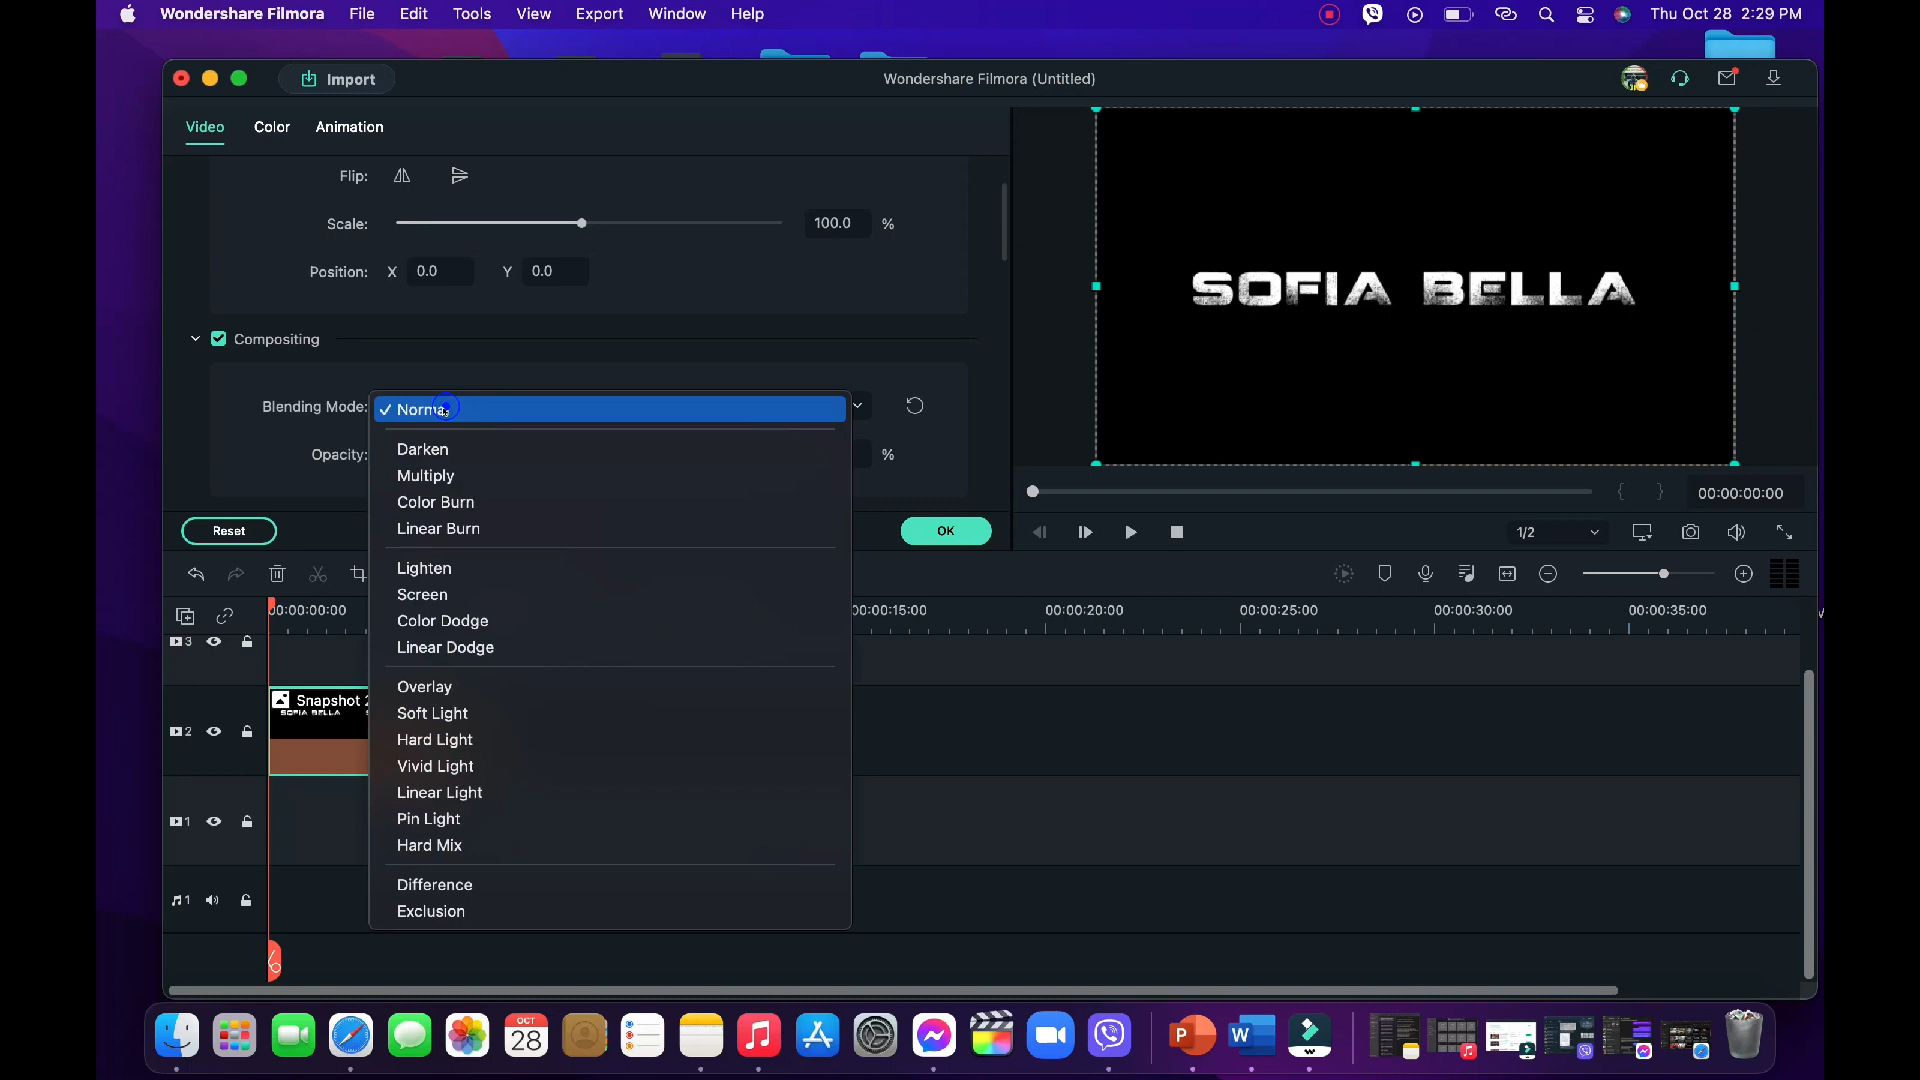 Wondershare Filmora File Edit Tools View Export Window Help
Thu Oct 28 2:29 PM
Import
Wondershare Filmora (Untitled)
Video Color Animation
Flip:
Scale: 100.0 %
Position: X 0.0 Y 0.0
SOFIA BELLA
Compositing
Blending Mode:
Normal
Opacity: %
Darken
Multiply
Color Burn
Linear Burn
Lighten
Screen
Color Dodge
Linear Dodge
Overlay
Soft Light
Hard Light
Vivid Light
Linear Light
Pin Light
Hard Mix
Difference
Exclusion
Reset
OK
{ } 00:00:00:00
1/2
00:00:00:00 00:00:15:00 00:00:20:00 00:00:25:00 00:00:30:00 00:00:35:00
3
Snapshot 2
SOFIA BELLA
2
1
1
OCT
28
P
W